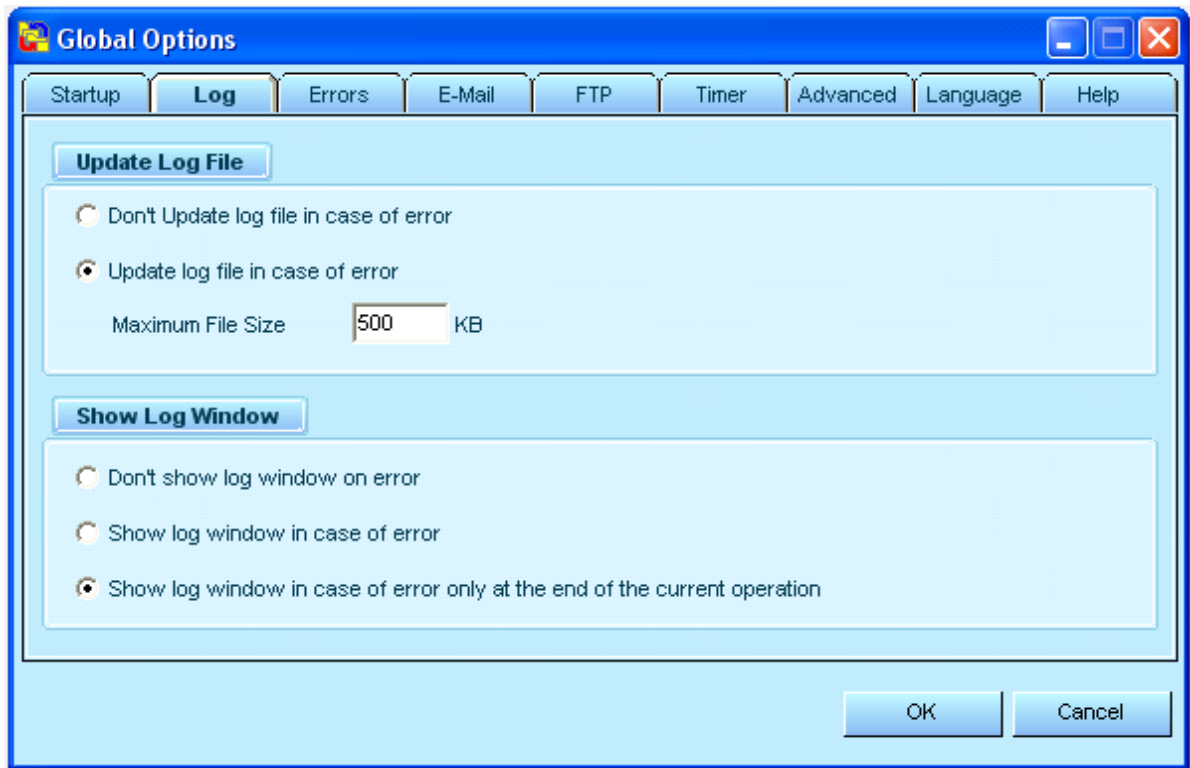 Global Options
Startup Log Errors E-Mail FTP Timer Advanced Language Help
Update Log File
Don't Update log file in case of error
Update log file in case of error
Maximum File Size 500 KB
Show Log Window
Don't show log window on error
Show log window in case of error
Show log window in case of error only at the end of the current operation
OK Cancel